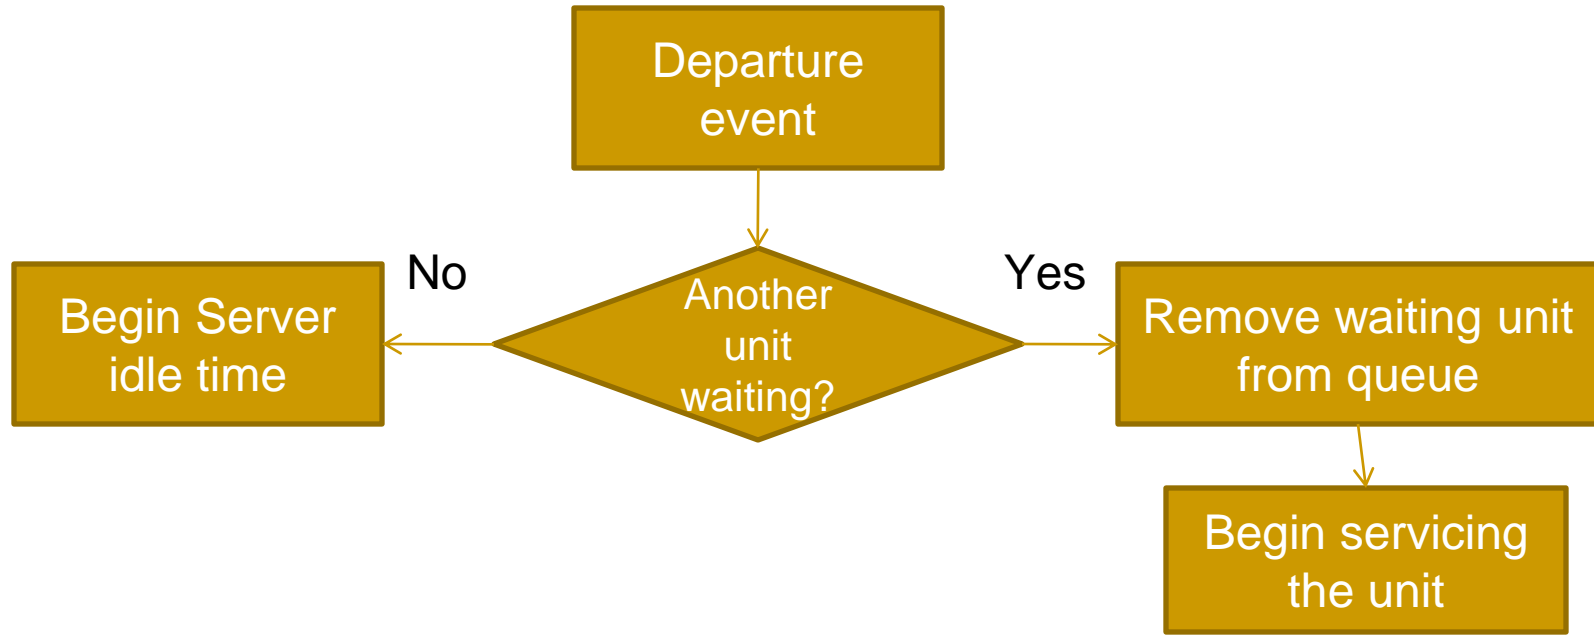 Departure
event
No
Yes
Begin Server
idle time
Another
unit
waiting?
Remove waiting unit
from queue
Begin servicing
the unit